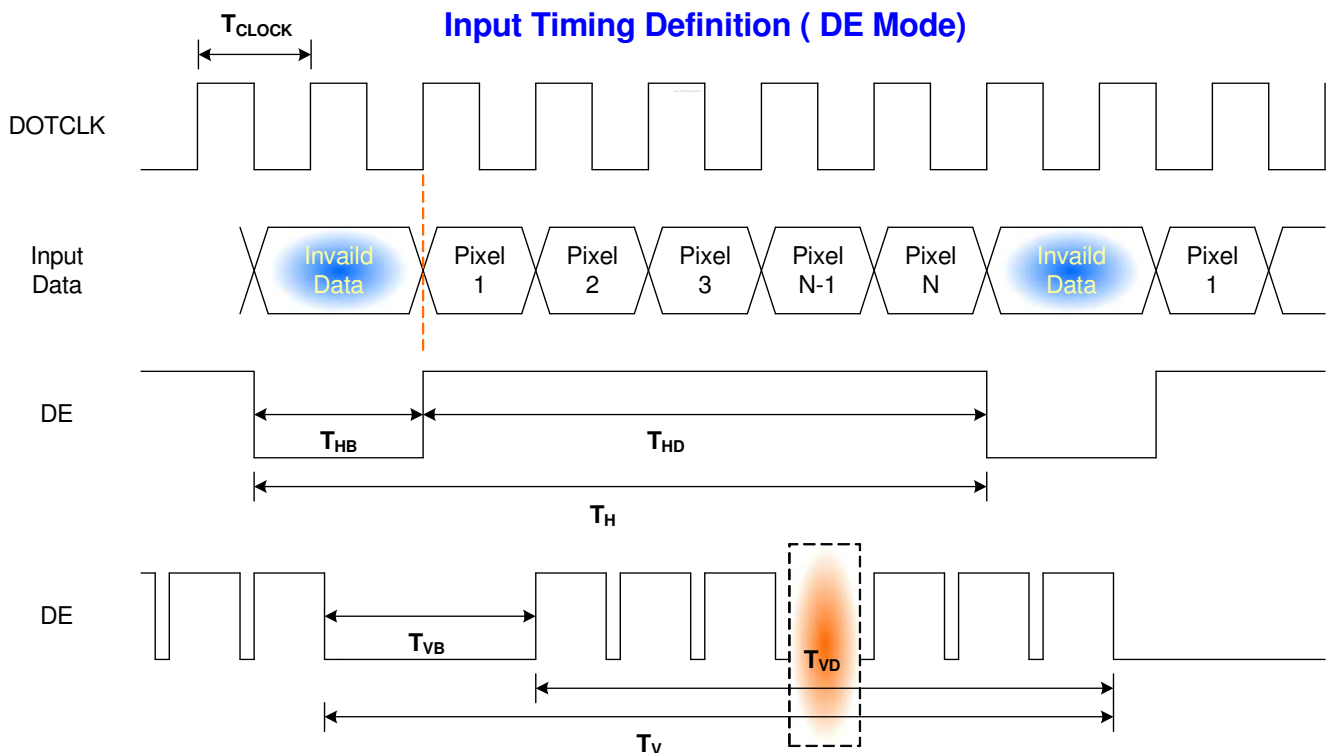 Input Timing Definition ( DE Mode)
TCLOCK
DOTCLK
Input
Data
Invaild
Data
Pixel
1
Pixel
2
Pixel
3
Pixel
N-1
Pixel
N
Invaild
Data
Pixel
1
DE
THB
THD
TH
DE
TVB
TVD
TV